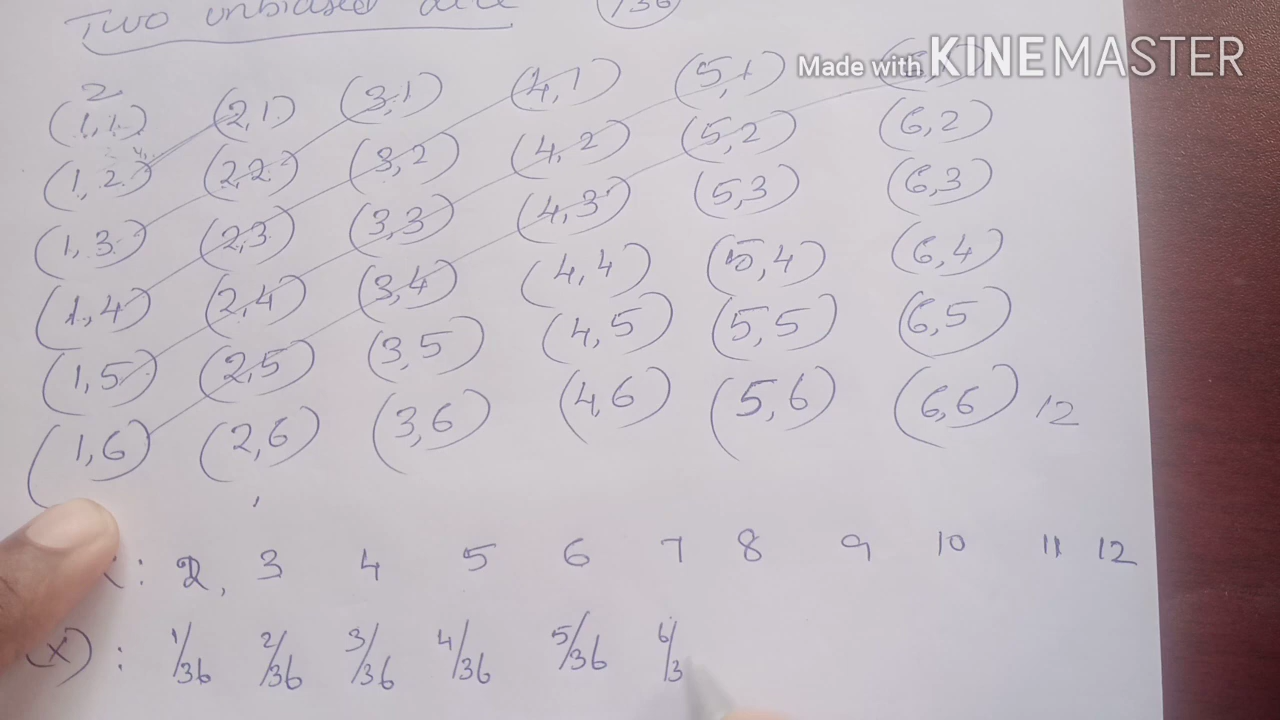 Two unbiased dice /36
Made with KINEMASTER
2
(1,1) (2,1) (3,1) (4,1) (5,1)
(1,2) (2,2) (3,2) (4,2) (5,2) (6,2)
(1,3) (2,3) (3,3) (4,3) (5,3) (6,3)
(1,4) (2,4) (3,4) (4,4) (5,4) (6,4)
(1,5) (2,5) (3,5) (4,5) (5,5) (6,5)
(1,6) (2,6) (3,6) (4,6) (5,6) (6,6) 12
: 2, 3 4 5 6 7 8 9 10 11 12
(x) : 1/36 2/36 3/36 4/36 5/36 6/3